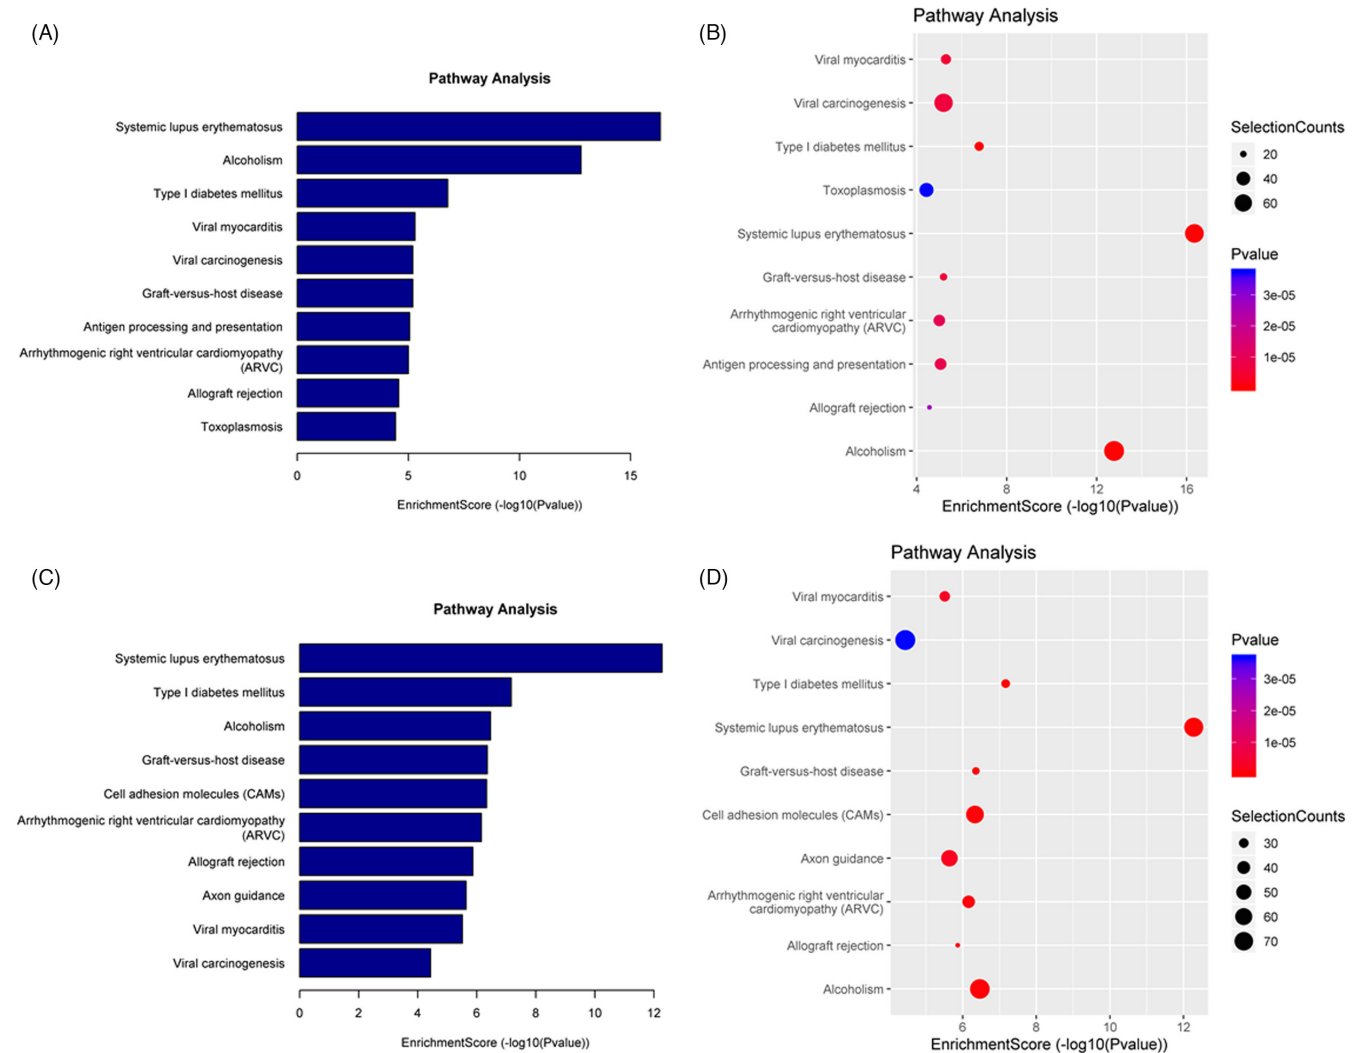 (A)
Pathway Analysis
Systemic lupus erythematosus
Alcoholism
Type I diabetes mellitus
Viral myocarditis
Viral carcinogenesis
Graft-versus-host disease
Antigen processing and presentation
Arrhythmogenic right ventricular cardiomyopathy
(ARVC)
Allograft rejection
Toxoplasmosis
0 5 10 15
EnrichmentScore (-log10(Pvalue))
(B)
Pathway Analysis
Viral myocarditis
Viral carcinogenesis
Type I diabetes mellitus
Toxoplasmosis
Systemic lupus erythematosus
Graft-versus-host disease
Arrhythmogenic right ventricular
cardiomyopathy (ARVC)
Antigen processing and presentation
Allograft rejection
Alcoholism
4 8 12 16
EnrichmentScore (-log10(Pvalue))
SelectionCounts
20
40
60
Pvalue
3e-05
2e-05
1e-05
(C)
Pathway Analysis
Systemic lupus erythematosus
Type I diabetes mellitus
Alcoholism
Graft-versus-host disease
Cell adhesion molecules (CAMs)
Arrhythmogenic right ventricular cardiomyopathy
(ARVC)
Allograft rejection
Axon guidance
Viral myocarditis
Viral carcinogenesis
0 2 4 6 8 10 12
EnrichmentScore (-log10(Pvalue))
(D)
Pathway Analysis
Viral myocarditis
Viral carcinogenesis
Type I diabetes mellitus
Systemic lupus erythematosus
Graft-versus-host disease
Cell adhesion molecules (CAMs)
Axon guidance
Arrhythmogenic right ventricular
cardiomyopathy (ARVC)
Allograft rejection
Alcoholism
6 8 10 12
EnrichmentScore (-log10(Pvalue))
Pvalue
3e-05
2e-05
1e-05
SelectionCounts
30
40
50
60
70